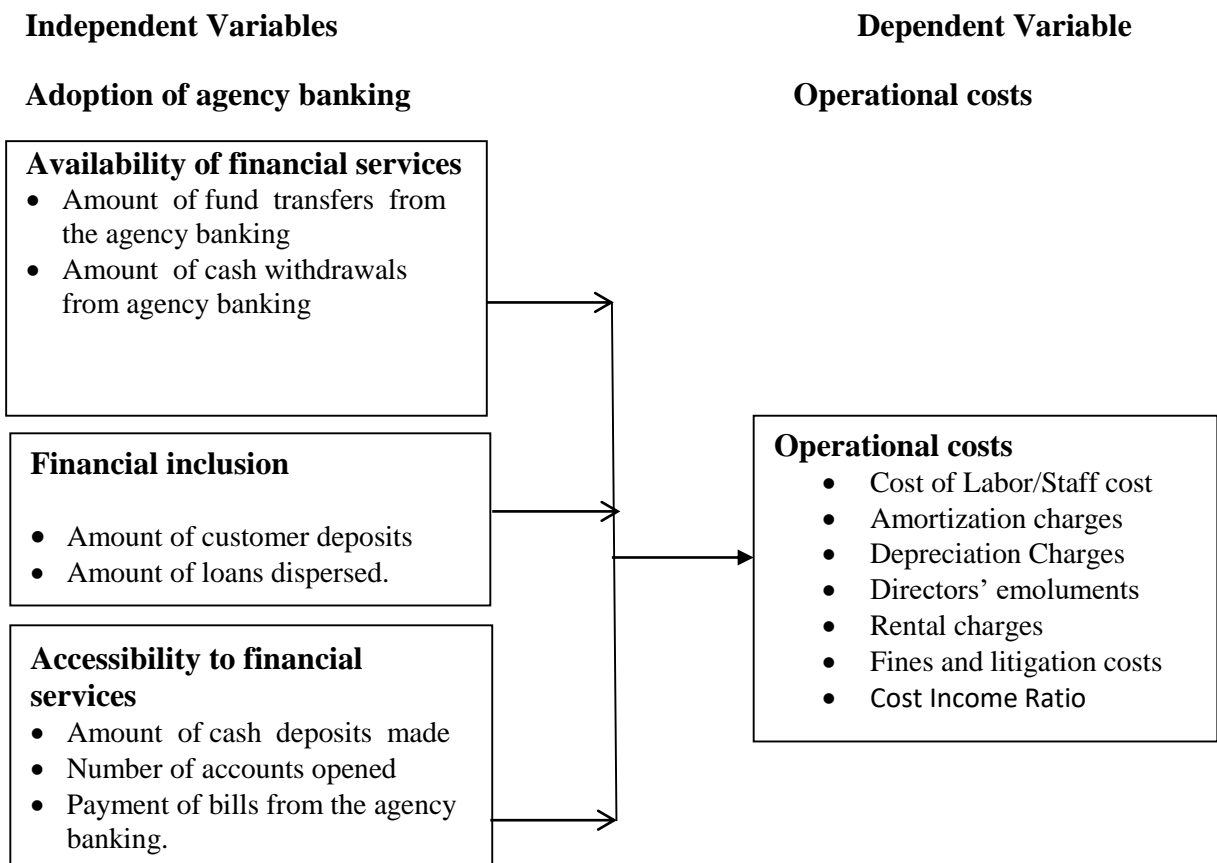 Independent Variables
Dependent Variable
Adoption of agency banking
Operational costs
Availability of financial services
• Amount of fund transfers from
the agency banking
• Amount of cash withdrawals
from agency banking
Financial inclusion
• Amount of customer deposits
• Amount of loans dispersed.
Accessibility to financial
services
• Amount of cash deposits made
• Number of accounts opened
• Payment of bills from the agency
banking.
Operational costs
• Cost of Labor/Staff cost
• Amortization charges
• Depreciation Charges
• Directors’ emoluments
• Rental charges
• Fines and litigation costs
• Cost Income Ratio